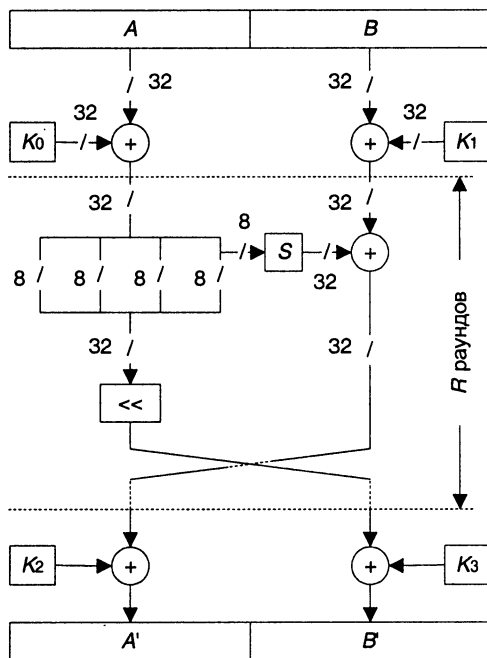 A B
32 32
K0 32 + + 32 K1
32 32
8 S 32 +
8 8 8 8
32 32
<<
R раундов
K2 + + K3
A' B'